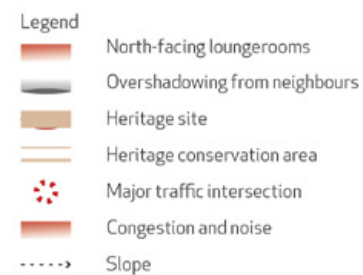 Legend
North-facing loungerooms
Overshadowing from neighbours
Heritage site
Heritage conservation area
Major traffic intersection
Congestion and noise
Slope